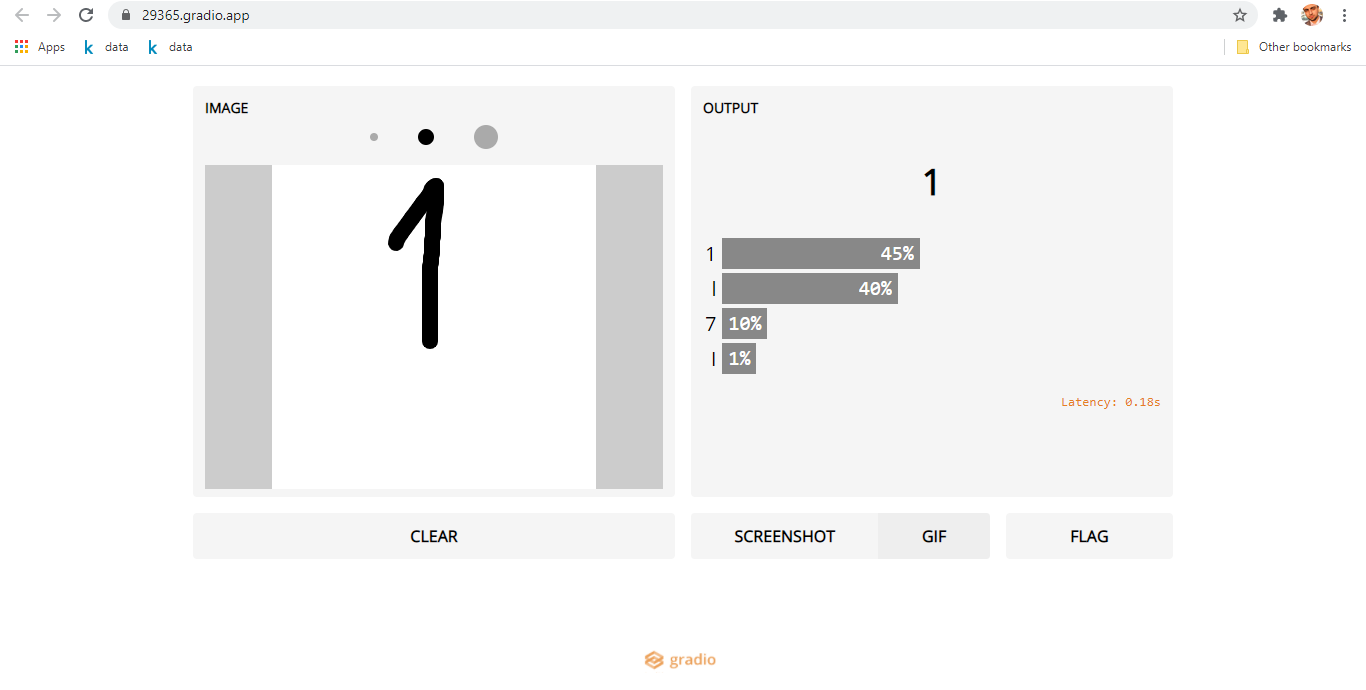 29365.gradio.app
Apps data data Other bookmarks
IMAGE
1
OUTPUT
1
1 45%
l 40%
7 10%
l 1%
Latency: 0.18s
CLEAR
SCREENSHOT GIF FLAG
gradio